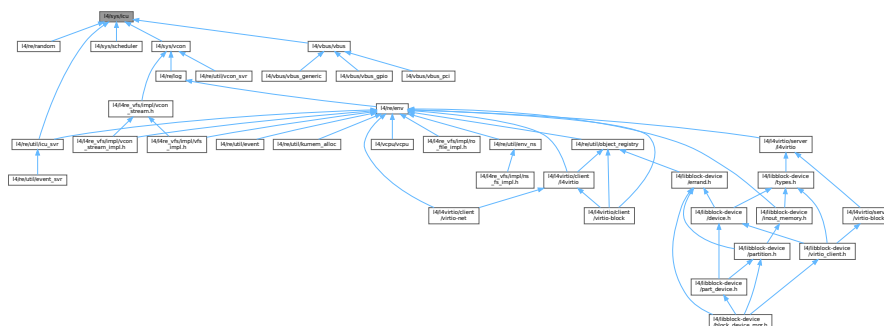 l4/sys/icu
l4/re/random
l4/sys/scheduler
l4/sys/vcon
l4/vbus/vbus
l4/re/log
l4/re/util/vcon_svr
l4/vbus/vbus_generic
l4/vbus/vbus_gpio
l4/vbus/vbus_pci
l4/l4re_vfs/impl/vcon
_stream.h
l4/re/env
l4/re/util/icu_svr
l4/l4re_vfs/impl/vcon
_stream_impl.h
l4/l4re_vfs/impl/vfs
_impl.h
l4/re/util/event
l4/re/util/kumem_alloc
l4/vcpu/vcpu
l4/l4re_vfs/impl/ro
_file_impl.h
l4/re/util/env_ns
l4/re/util/object_registry
l4/l4virtio/server
/l4virtio
l4/re/util/event_svr
l4/l4re_vfs/impl/ns
_fs_impl.h
l4/l4virtio/client
/l4virtio
l4/libblock-device
/errand.h
l4/libblock-device
/types.h
l4/l4virtio/client
/virtio-net
l4/l4virtio/client
/virtio-block
l4/libblock-device
/device.h
l4/libblock-device
/inout_memory.h
l4/l4virtio/serv
/virtio-block
l4/libblock-device
/partition.h
l4/libblock-device
/virtio_client.h
l4/libblock-device
/part_device.h
l4/libblock-device
/block_device_mgr.h